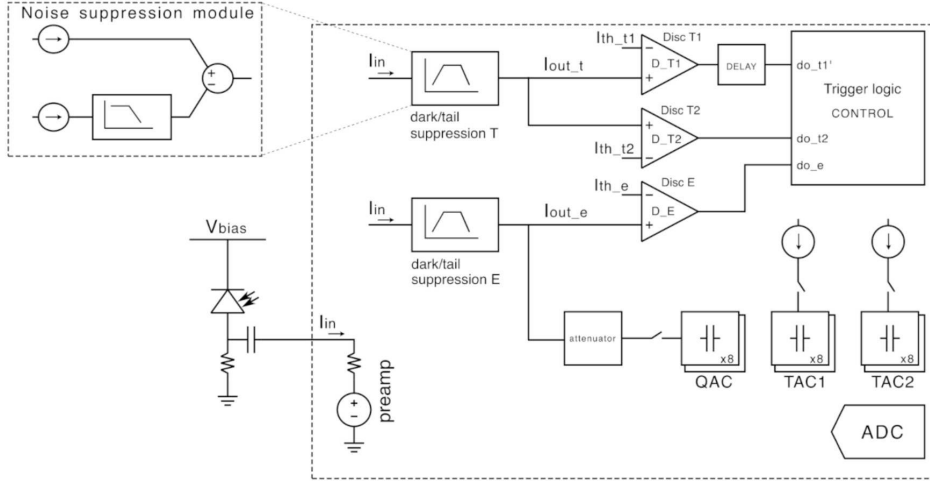 Noise suppression module
+
−
Iin
dark/tail
suppression T
Iout_t
Ith_t1
Disc T1
−
D_T1
+
DELAY
do_t1'
Trigger logic
CONTROL
Disc T2
+
D_T2
−
Ith_t2
do_t2
do_e
Iin
dark/tail
suppression E
Iout_e
Ith_e
Disc E
−
D_E
+
Vbias
Iin
+
−
preamp
attenuator
x8
QAC
x8
TAC1
x8
TAC2
ADC